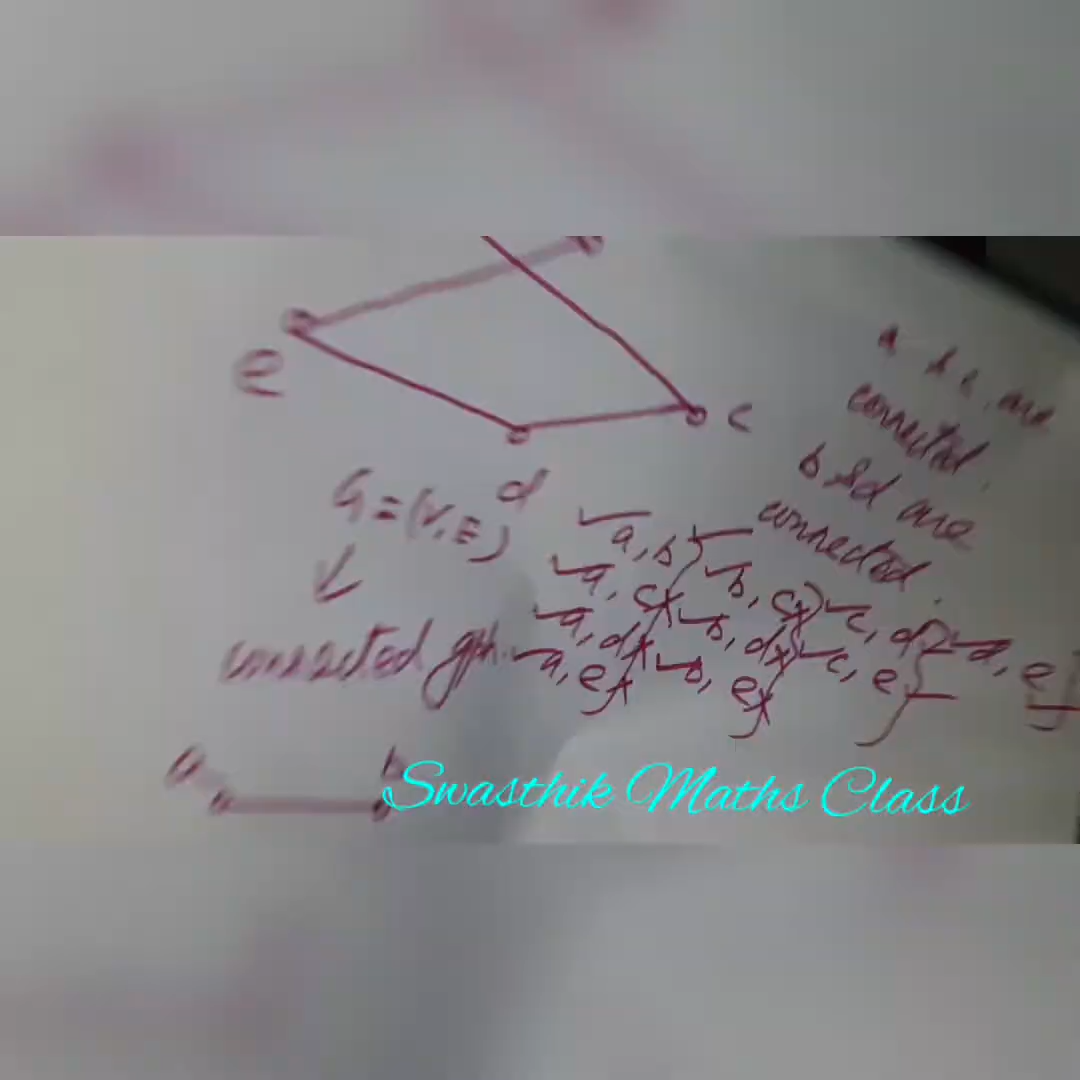 e
c
d
G = (V, E)
connected gph.
a & c are
connected.
b & d are
connected.
a, b
a, c b, c c, d d, e
a, d b, d c, e
a, e b, e
a b
Swasthik Maths Class